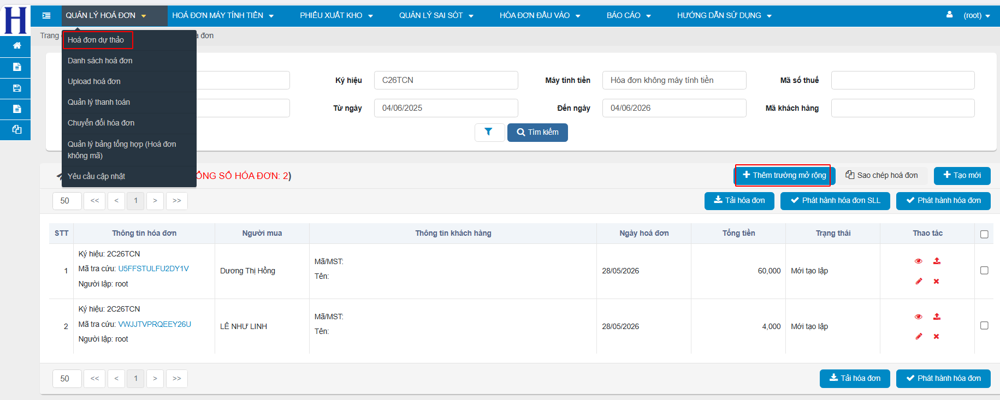 H
QUẢN LÝ HOÁ ĐƠN
HOÁ ĐƠN MÁY TÍNH TIỀN
PHIẾU XUẤT KHO
QUẢN LÝ SAI SÓT
HÓA ĐƠN ĐẦU VÀO
BÁO CÁO
HƯỚNG DẪN SỬ DỤNG
(root)
Trang
đơn
Hoá đơn dự thảo
Danh sách hoá đơn
Upload hoá đơn
Quản lý thanh toán
Chuyển đổi hóa đơn
Quản lý bảng tổng hợp (Hoá đơn
không mã)
Yêu cầu cập nhật
Ký hiệu
C26TCN
Máy tính tiền
Hóa đơn không máy tính tiền
Mã số thuế
Từ ngày
04/06/2025
Đến ngày
04/06/2026
Mã khách hàng
Tìm kiếm
SỐ HÓA ĐƠN: 2)
Thêm trường mở rộng
Sao chép hoá đơn
Tạo mới
50 << < 1 > >>
Tải hóa đơn
Phát hành hóa đơn SLL
Phát hành hóa đơn
STT Thông tin hóa đơn Người mua Thông tin khách hàng Ngày hoá đơn Tổng tiền Trạng thái Thao tác
1
Ký hiệu: 2C26TCN
Mã tra cứu: U5FFSTULFU2DY1V
Người lập: root
Dương Thị Hồng
Mã/MST:
Tên:
28/05/2026
60,000
Mới tạo lập
2
Ký hiệu: 2C26TCN
Mã tra cứu: VWJJTVPRQEEY26U
Người lập: root
LÊ NHƯ LINH
Mã/MST:
Tên:
28/05/2026
4,000
Mới tạo lập
50 << < 1 > >>
Tải hóa đơn
Phát hành hóa đơn